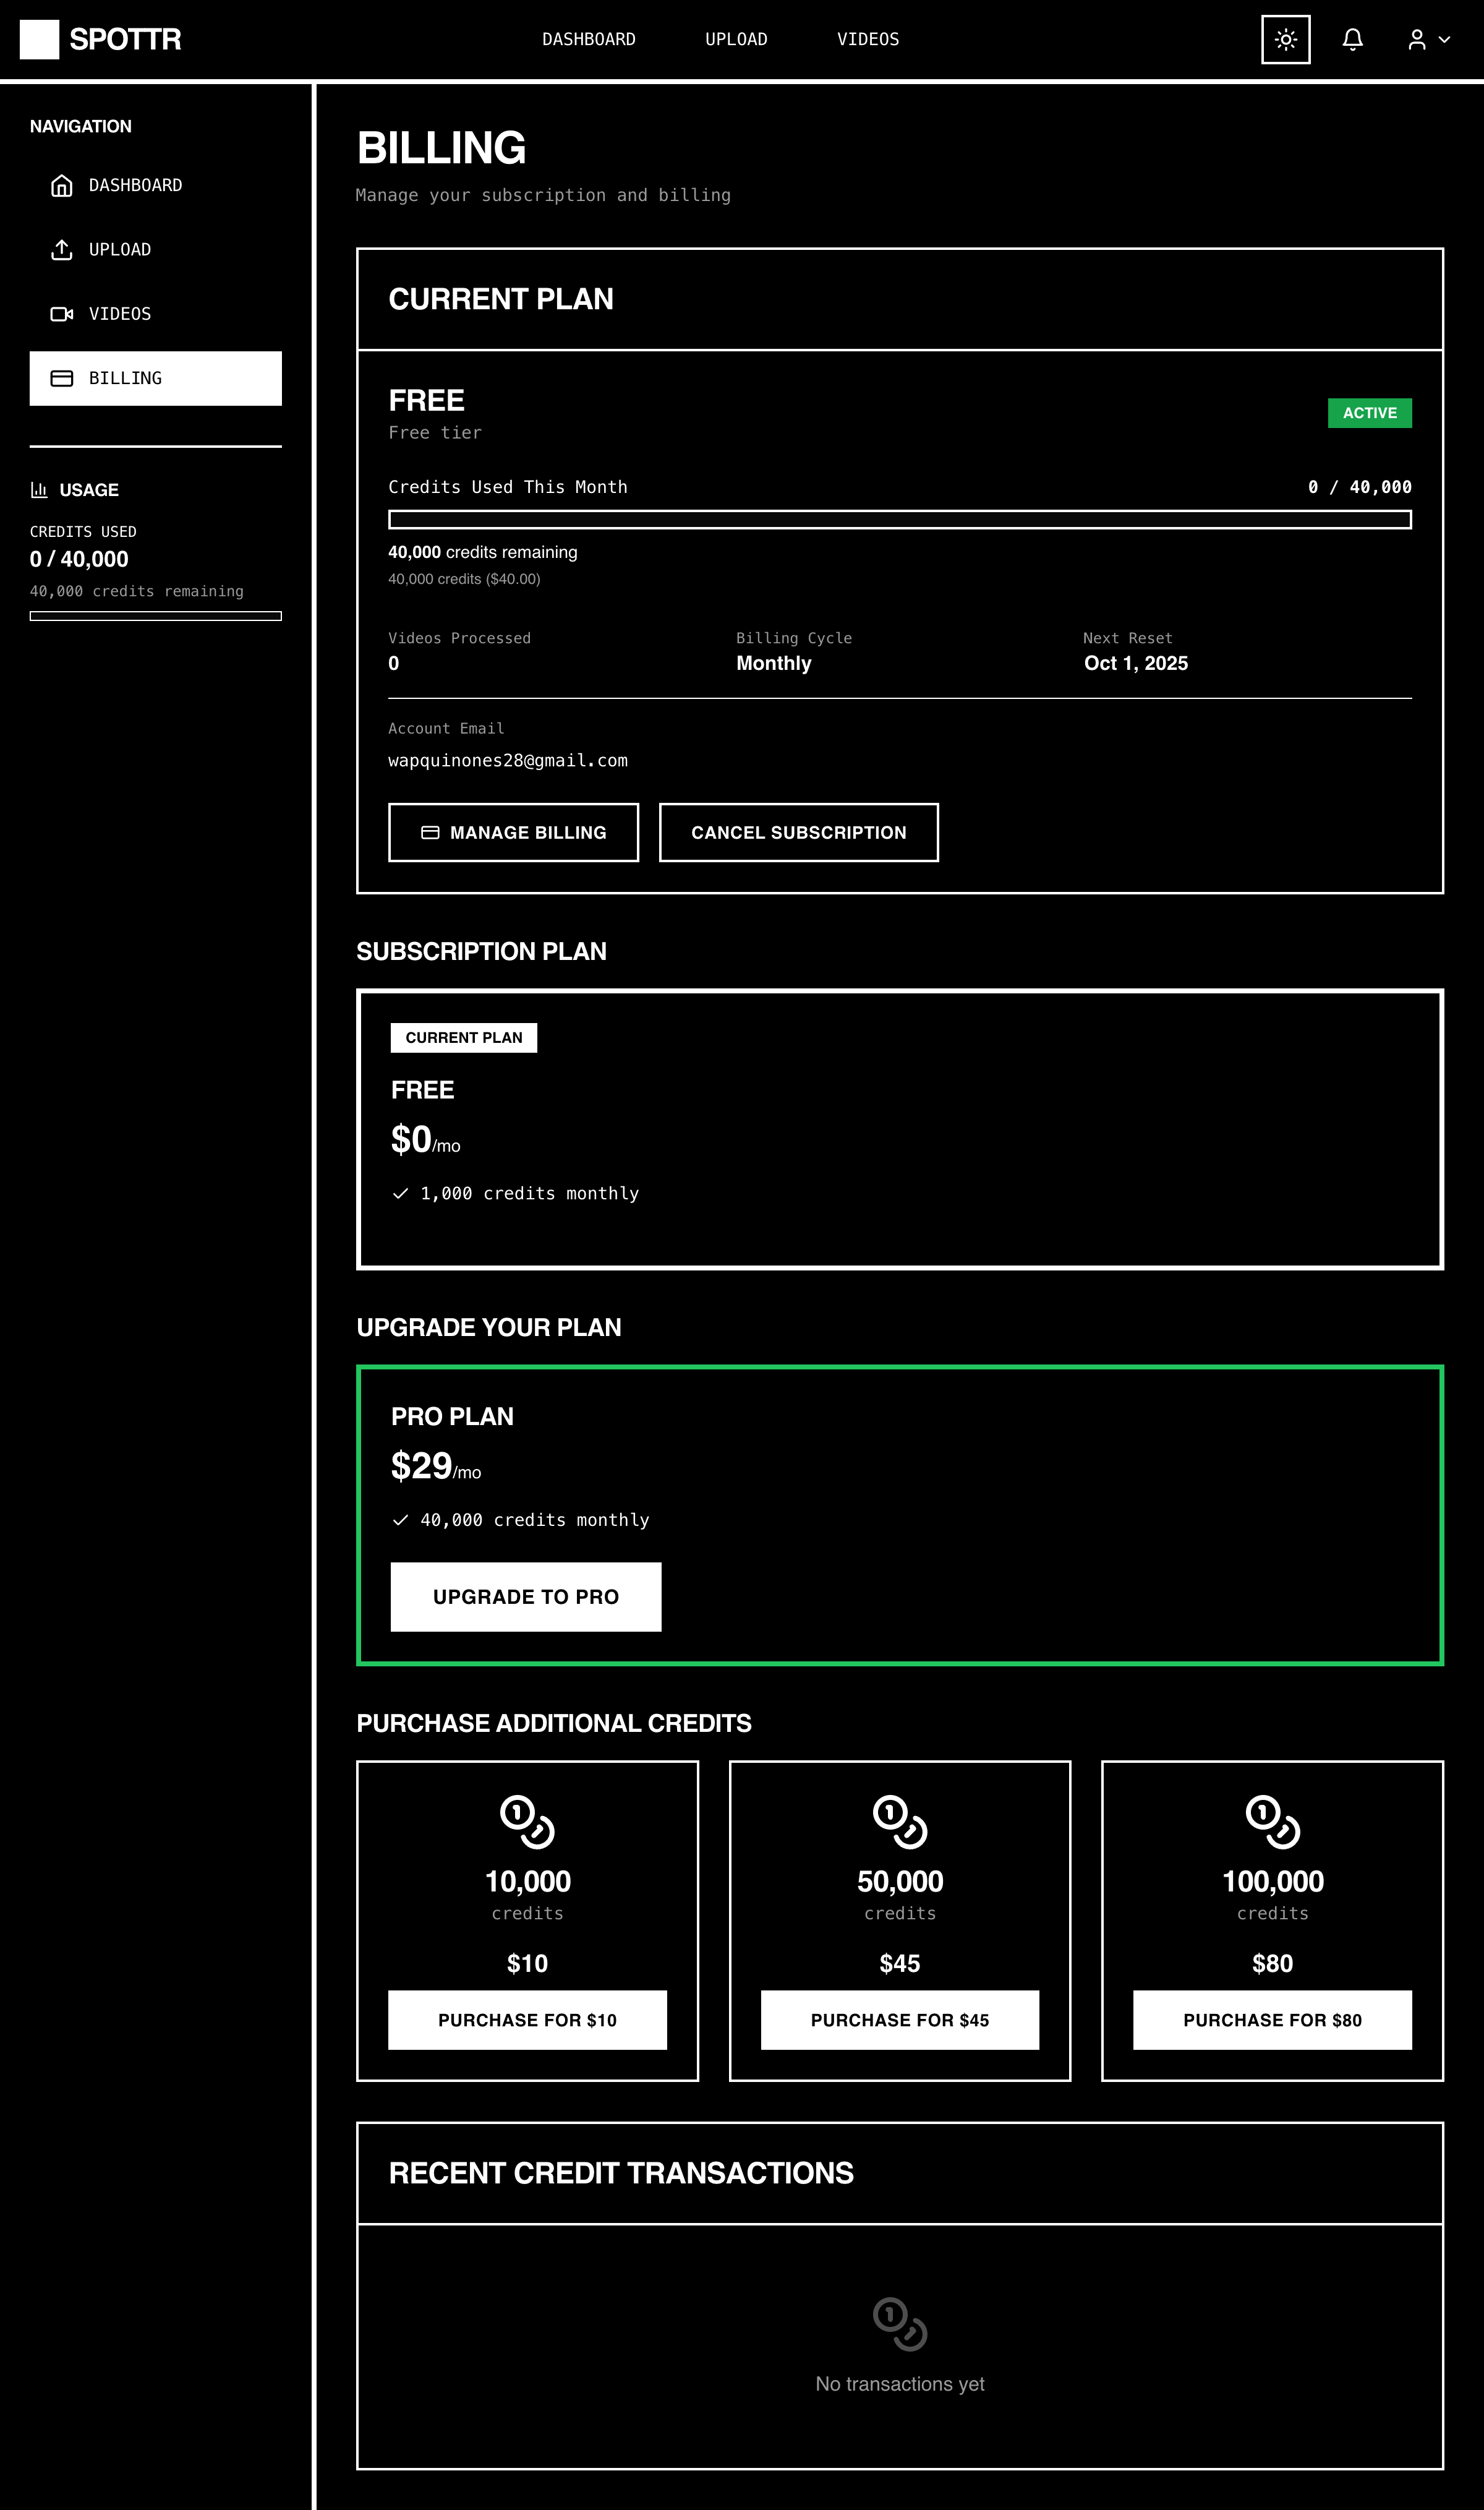 SPOTTR
DASHBOARD UPLOAD VIDEOS
NAVIGATION
DASHBOARD
UPLOAD
VIDEOS
BILLING
USAGE
CREDITS USED
0 / 40,000
40,000 credits remaining
BILLING
Manage your subscription and billing
CURRENT PLAN
FREE
Free tier
ACTIVE
Credits Used This Month 0 / 40,000
40,000 credits remaining
40,000 credits ($40.00)
Videos Processed Billing Cycle Next Reset
0 Monthly Oct 1, 2025
Account Email
wapquinones28@gmail.com
MANAGE BILLING CANCEL SUBSCRIPTION
SUBSCRIPTION PLAN
CURRENT PLAN
FREE
$0/mo
1,000 credits monthly
UPGRADE YOUR PLAN
PRO PLAN
$29/mo
40,000 credits monthly
UPGRADE TO PRO
PURCHASE ADDITIONAL CREDITS
10,000
credits
$10
PURCHASE FOR $10
50,000
credits
$45
PURCHASE FOR $45
100,000
credits
$80
PURCHASE FOR $80
RECENT CREDIT TRANSACTIONS
No transactions yet